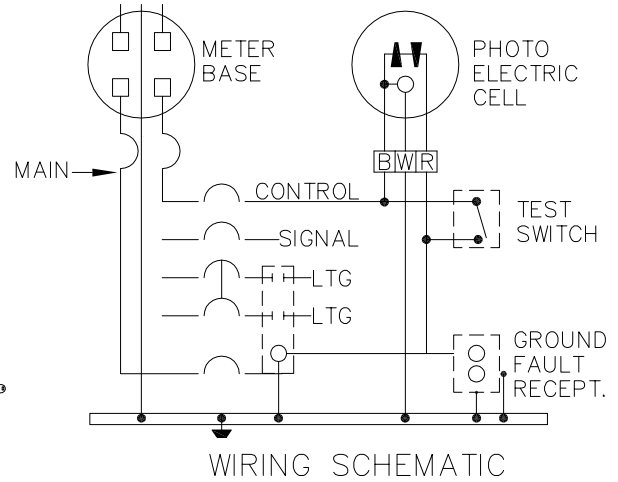 METER
BASE
PHOTO
ELECTRIC
CELL
B W R
MAIN
CONTROL
TEST
SWITCH
SIGNAL
LTG
LTG
GROUND
FAULT
RECEPT.
WIRING SCHEMATIC